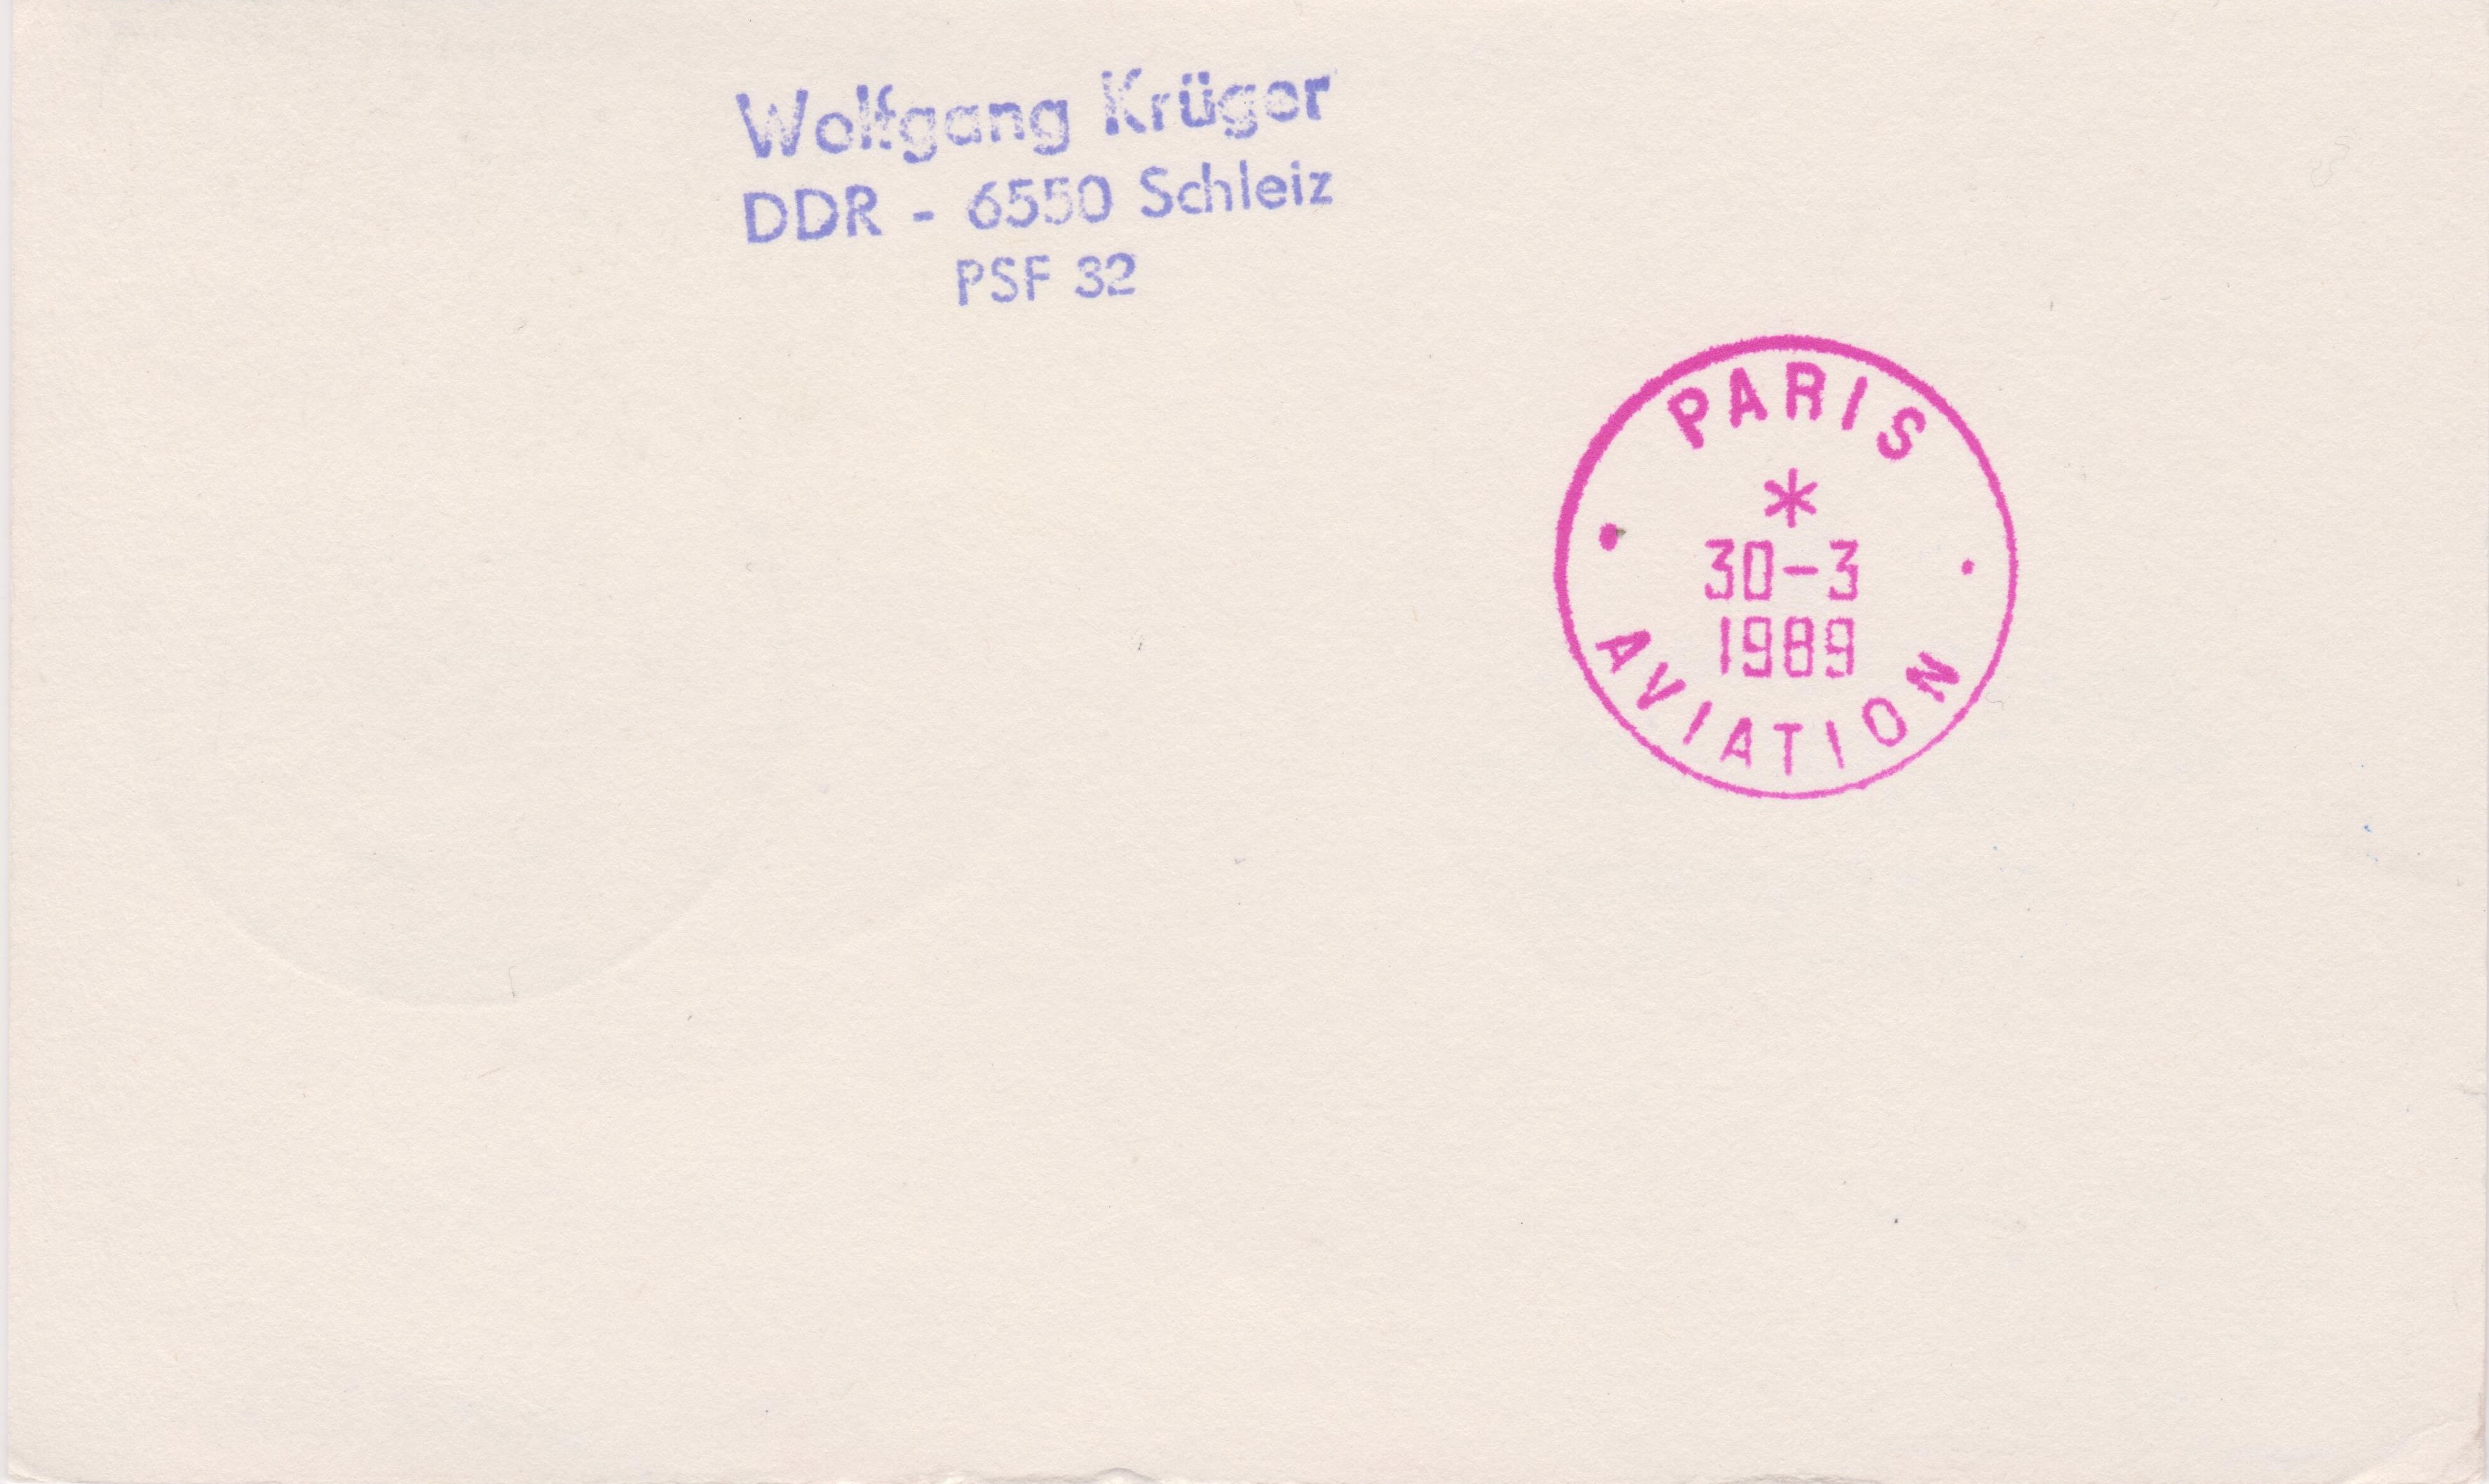 Wolfgang Krüger
DDR - 6550 Schleiz
PSF 32
PARIS
*
30-3
1989
AVIATION